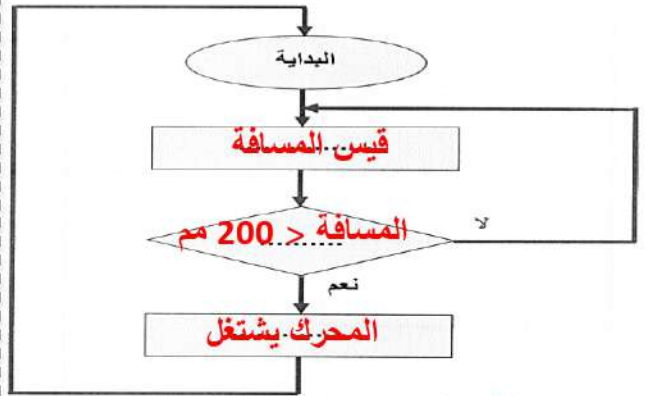 البداية
قيس المسافة
المسافة < 200 مم
لا
نعم
المحرك يشتغل